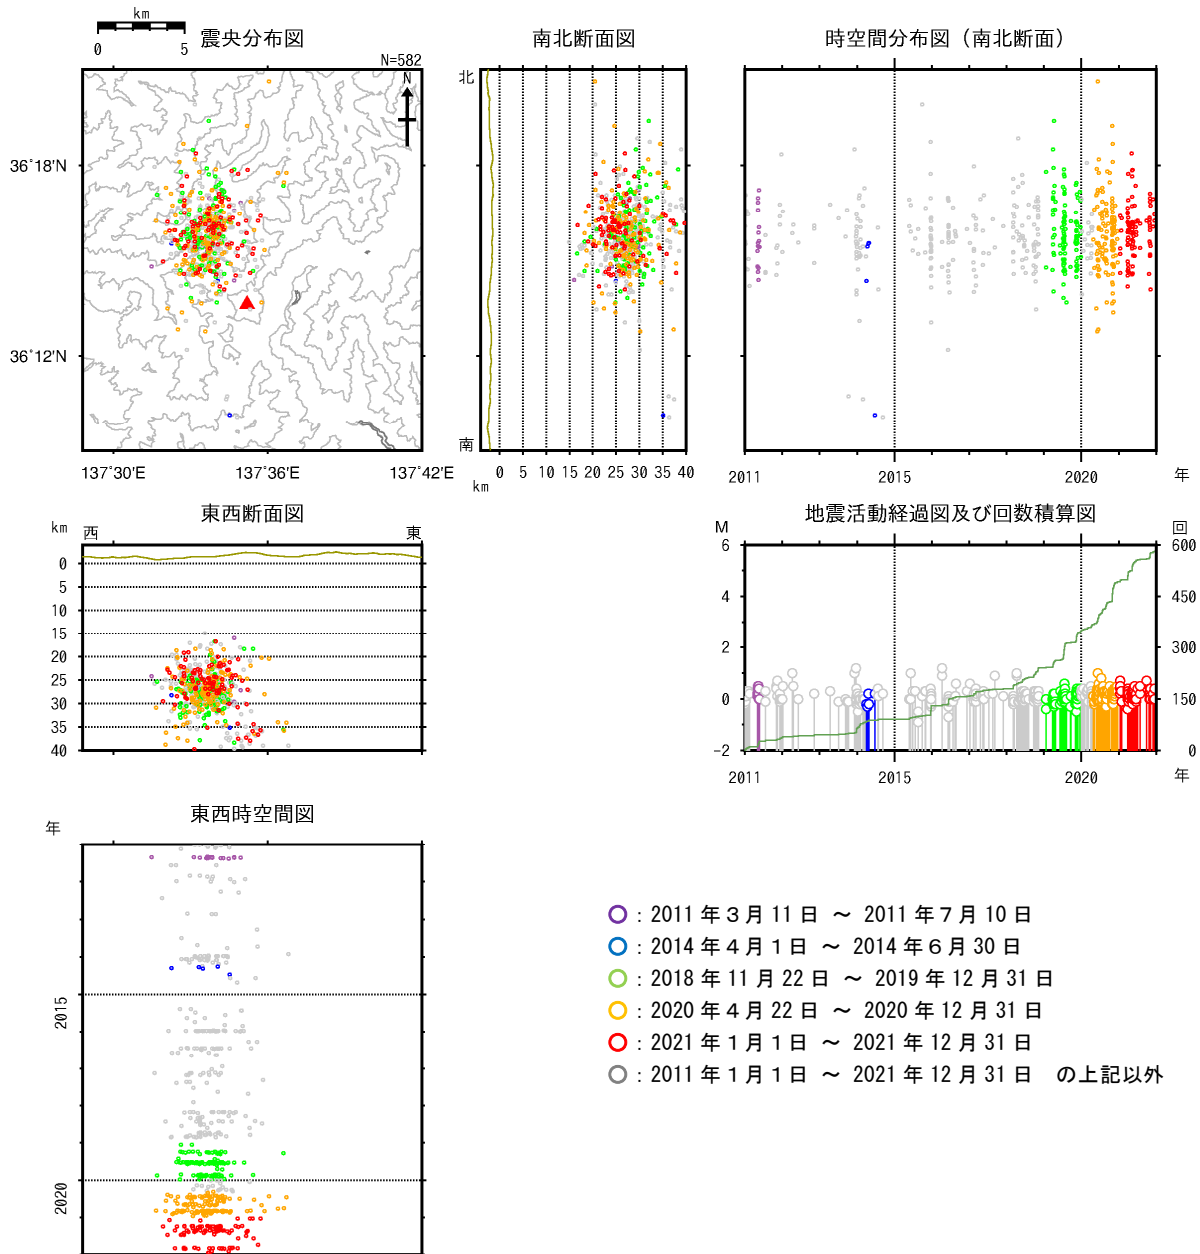 km
0 5
震央分布図
N=582
N
36°18'N
36°12'N
137°30'E 137°36'E 137°42'E
南北断面図
北
南
0 5 10 15 20 25 30 35 40
km
時空間分布図（南北断面）
2011 2015 2020 年
東西断面図
km 西 東
0
5
10
15
20
25
30
35
40
地震活動経過図及び回数積算図
M 回
6 600
4 450
2 300
0 150
-2 0
2011 2015 2020
年
東西時空間図
年
2015
2020
：2011 年 3 月 11 日 ～ 2011 年 7 月 10 日
：2014 年 4 月 1 日 ～ 2014 年 6 月 30 日
：2018 年 11 月 22 日 ～ 2019 年 12 月 31 日
：2020 年 4 月 22 日 ～ 2020 年 12 月 31 日
：2021 年 1 月 1 日 ～ 2021 年 12 月 31 日
：2011 年 1 月 1 日 ～ 2021 年 12 月 31 日 の上記以外